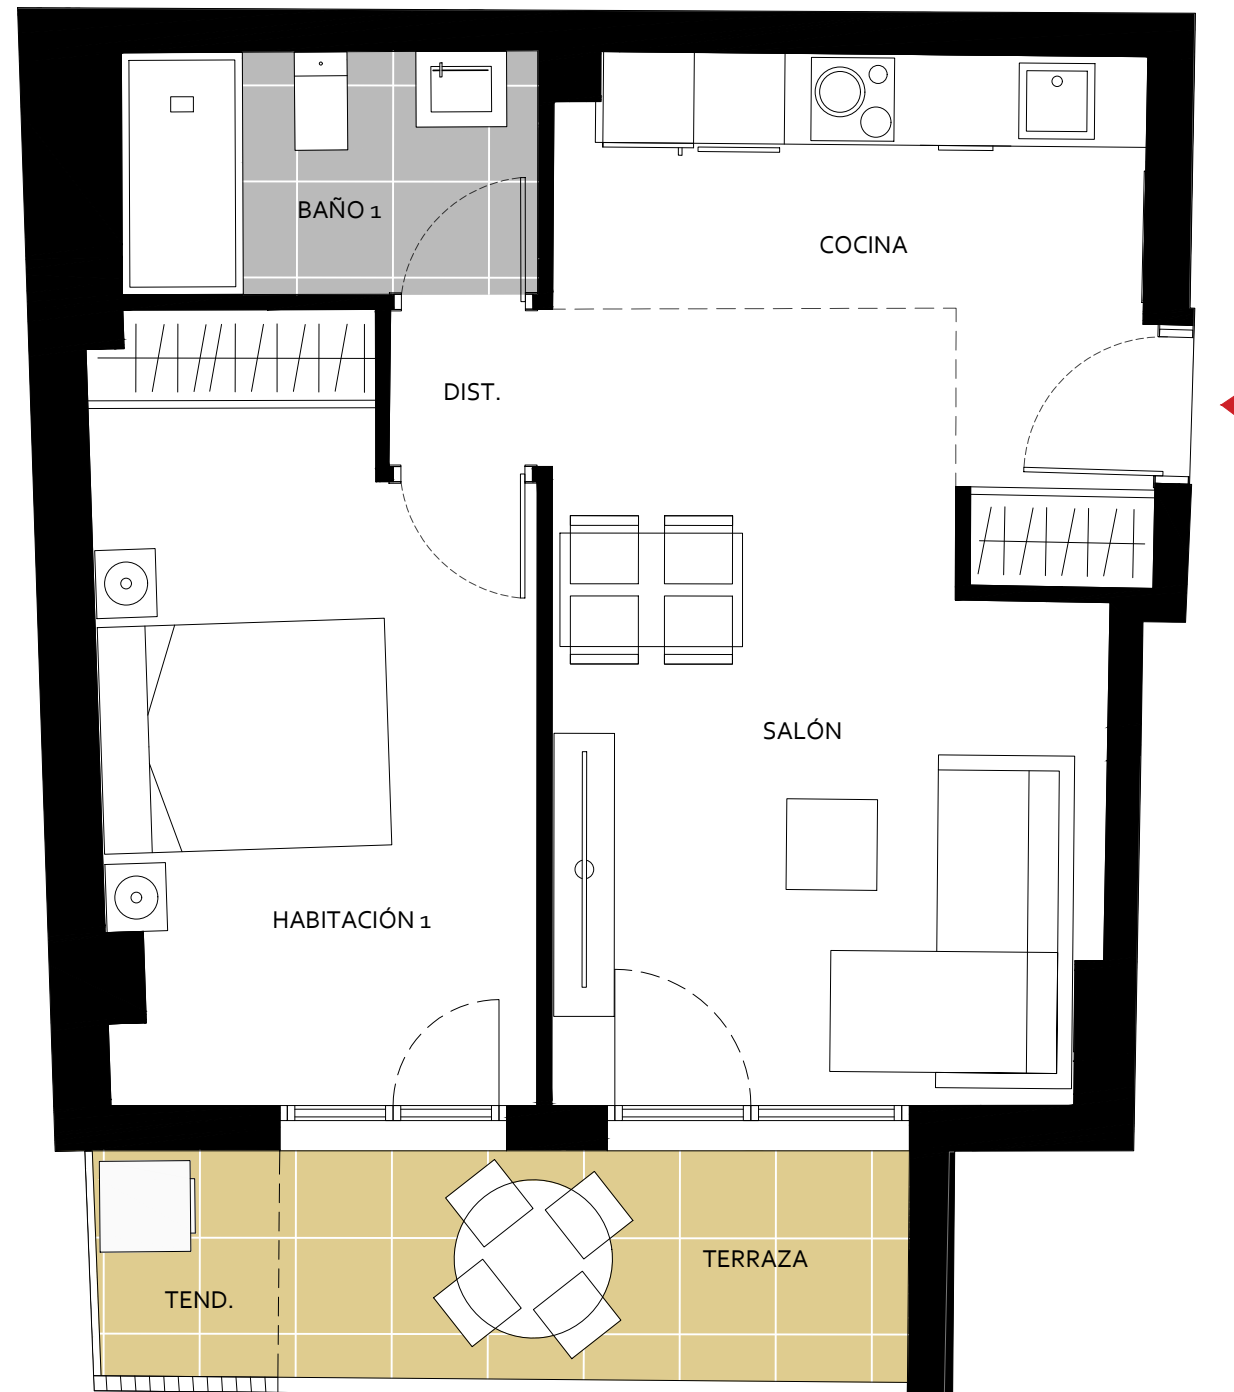 BAÑO 1
COCINA
DIST.
SALÓN
HABITACIÓN 1
TERRAZA
TEND.